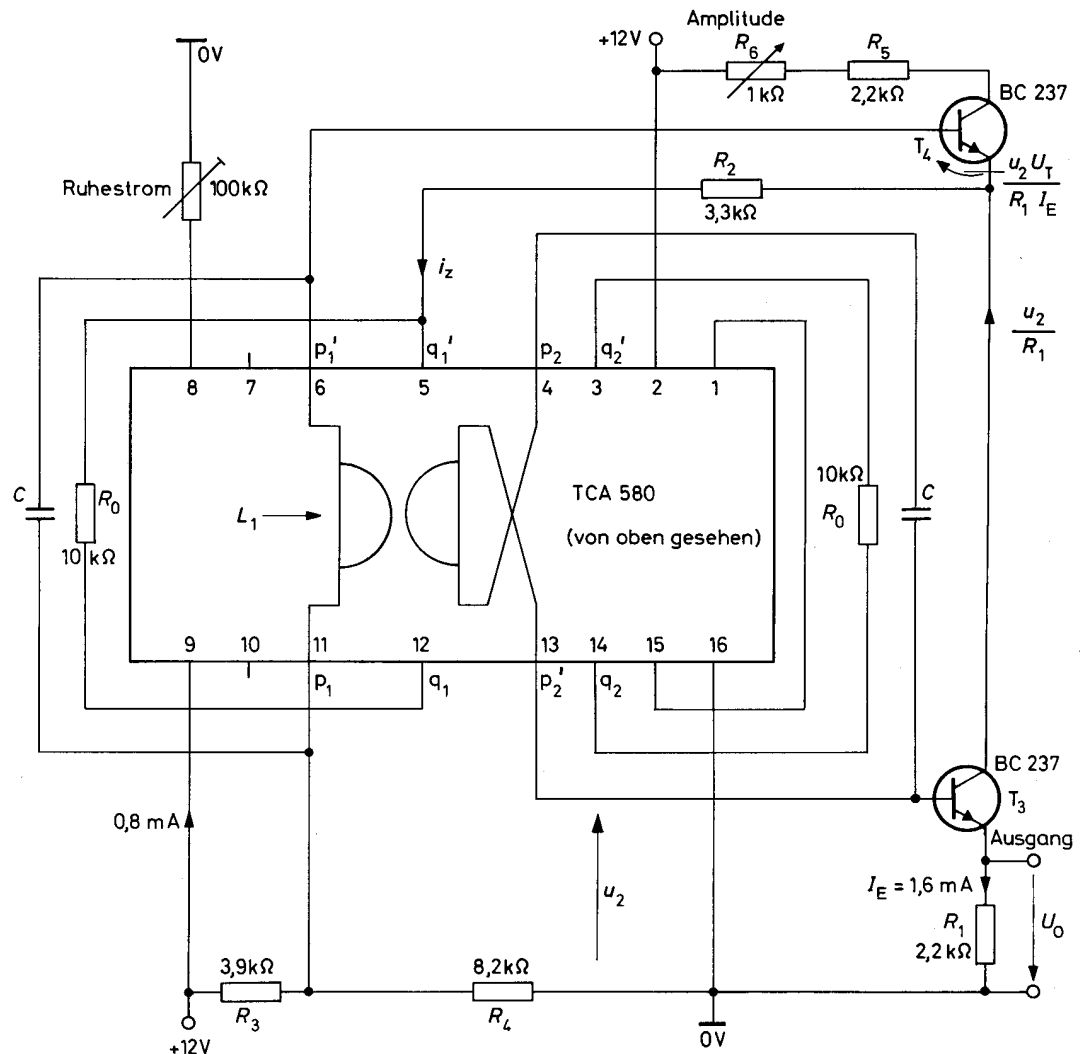 Amplitude
+12V
R6
R5
0V
1 kΩ
2,2kΩ
BC 237
T4
Ruhestrom
100kΩ
R2
3,3kΩ
u2 UT
R1 IE
iz
u2
R1
p1'
q1'
p2
q2'
8
7
6
5
4
3
2
1
C
R0
10 kΩ
L1
TCA 580
(von oben gesehen)
10kΩ
R0
C
9
10
11
12
13
14
15
16
p1
q1
p2'
q2
BC 237
T3
0,8 mA
Ausgang
u2
IE = 1,6 mA
R1
2,2kΩ
U0
3,9kΩ
8,2kΩ
R3
R4
+12V
0V